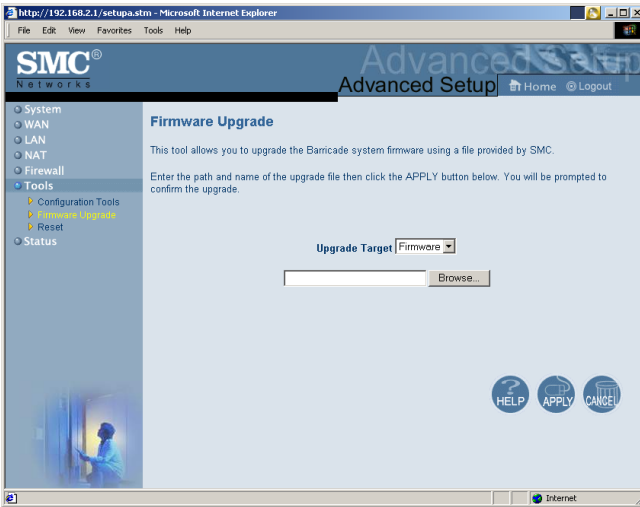 http://192.168.2.1/setupa.stm - Microsoft Internet Explorer
File Edit View Favorites Tools Help
SMC®
Networks
Advanced Setup
Advanced Setup
Home
Logout
System
WAN
LAN
NAT
Firewall
Tools
Configuration Tools
Firmware Upgrade
Reset
Status
Firmware Upgrade
This tool allows you to upgrade the Barricade system firmware using a file provided by SMC.
Enter the path and name of the upgrade file then click the APPLY button below. You will be prompted to
confirm the upgrade.
Upgrade Target Firmware
Browse...
HELP APPLY CANCEL
Internet